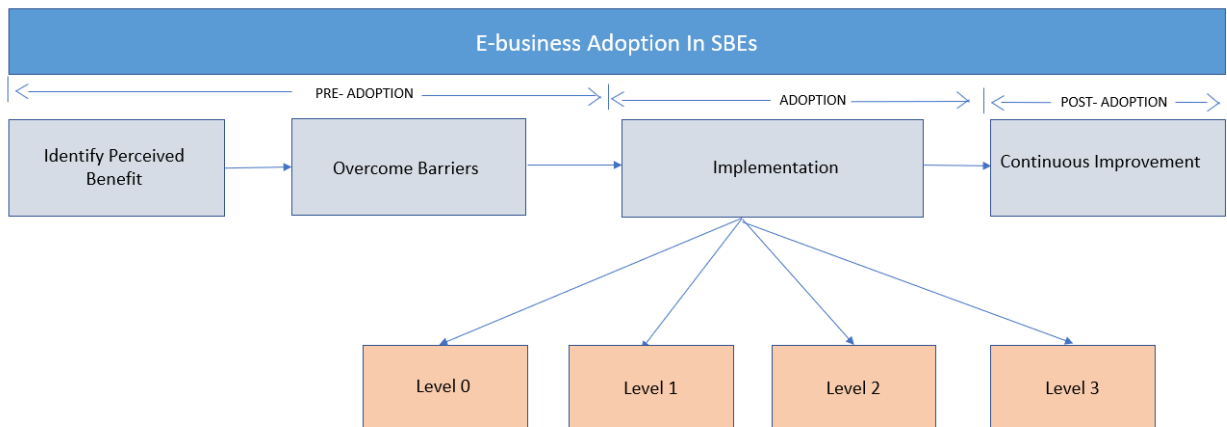 E-business Adoption In SBEs
PRE- ADOPTION
ADOPTION
POST- ADOPTION
Identify Perceived
Benefit
Overcome Barriers
Implementation
Continuous Improvement
Level 0
Level 1
Level 2
Level 3